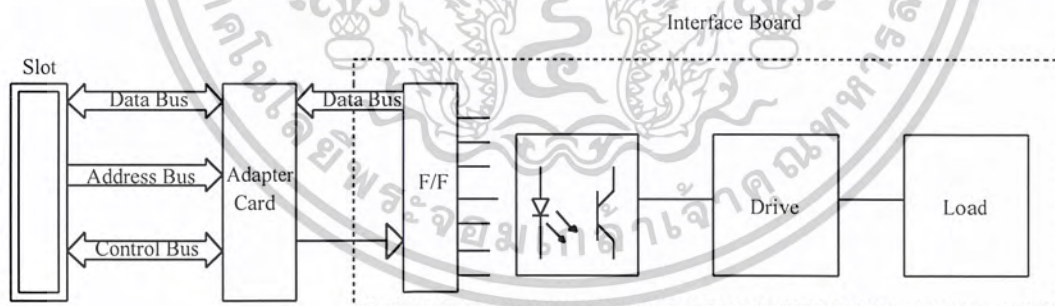 Interface Board
Slot
Data Bus
Data Bus
Address Bus
Adapter
Card
F/F
Drive
Load
Control Bus